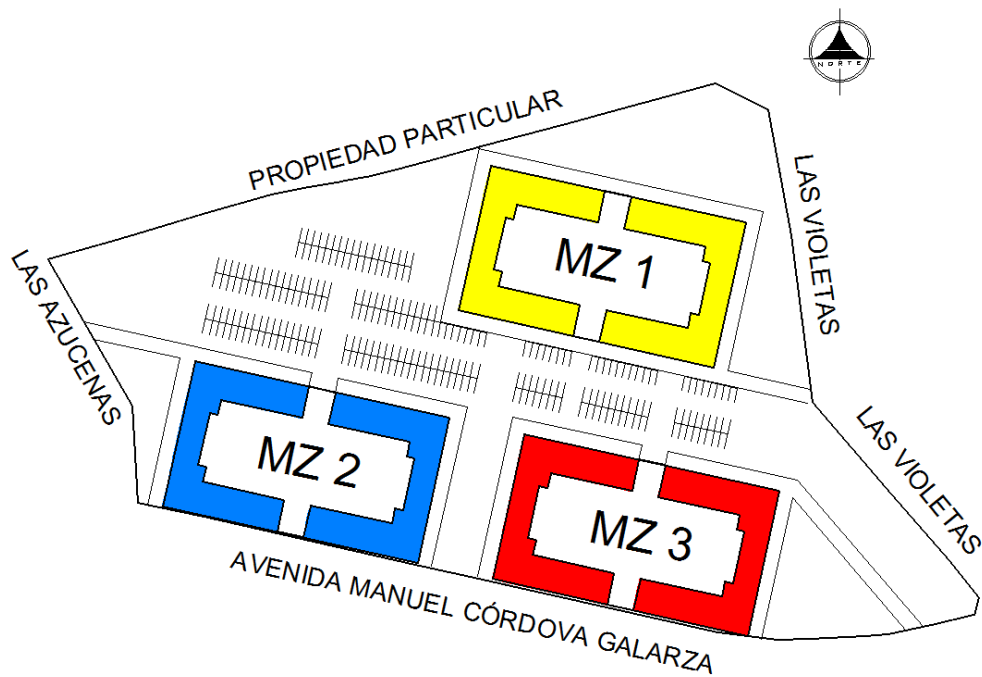 NORTE
PROPIEDAD PARTICULAR
LAS VIOLETAS
MZ 1
LAS AZUCENAS
MZ 2
LAS VIOLETAS
MZ 3
AVENIDA MANUEL CÓRDOVA GALARZA